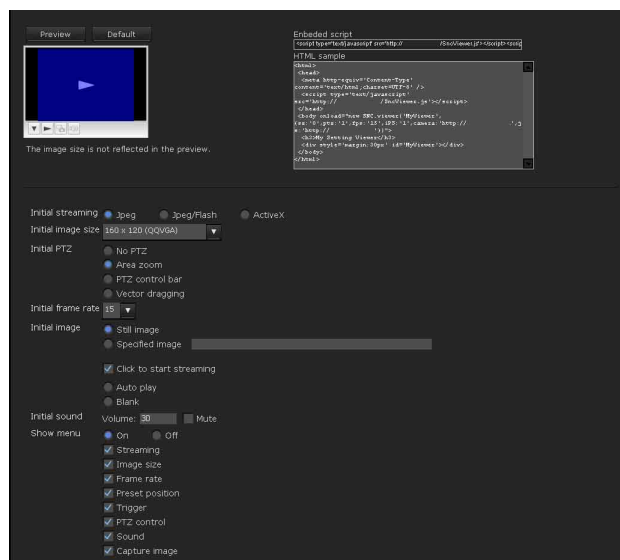 Preview Default
The image size is not reflected in the preview.
Enbeded script
<script type='text/javascript' src='http:// /SncViewer.js'></script><scrip
HTML sample
<html>
<head>
<meta http-equiv='Content-Type'
content='text/html;charset=UTF-8' />
<script type='text/javascript'
src='http:// /SncViewer.js'></script>
</head>
<body onload="new SNC.viewer('MyViewer',
'http:// ')">
<h3>My Setting Viewer</h3>
<div style='margin:30px' id='MyViewer'></div>
</body>
</html>
Initial streaming Jpeg Jpeg/Flash ActiveX
Initial image size 160 x 120 (QQVGA)
Initial PTZ No PTZ
Area zoom
PTZ control bar
Vector dragging
Initial frame rate 15
Initial image Still image
Specified image
Click to start streaming
Auto play
Blank
Initial sound Volume: 30 Mute
Show menu On Off
Streaming
Image size
Frame rate
Preset position
Trigger
PTZ control
Sound
Capture image